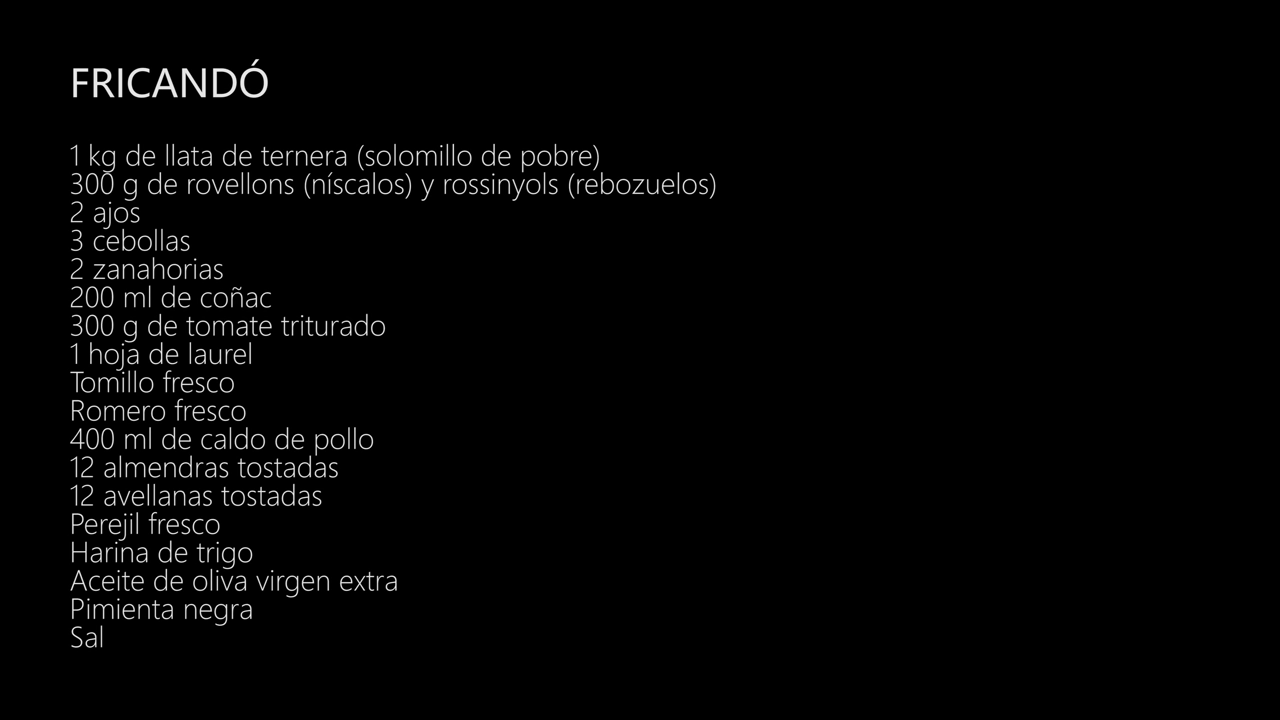 FRICANDÓ
1 kg de llata de ternera (solomillo de pobre)
300 g de rovellons (níscalos) y rossinyols (rebozuelos)
2 ajos
3 cebollas
2 zanahorias
200 ml de coñac
300 g de tomate triturado
1 hoja de laurel
Tomillo fresco
Romero fresco
400 ml de caldo de pollo
12 almendras tostadas
12 avellanas tostadas
Perejil fresco
Harina de trigo
Aceite de oliva virgen extra
Pimienta negra
Sal